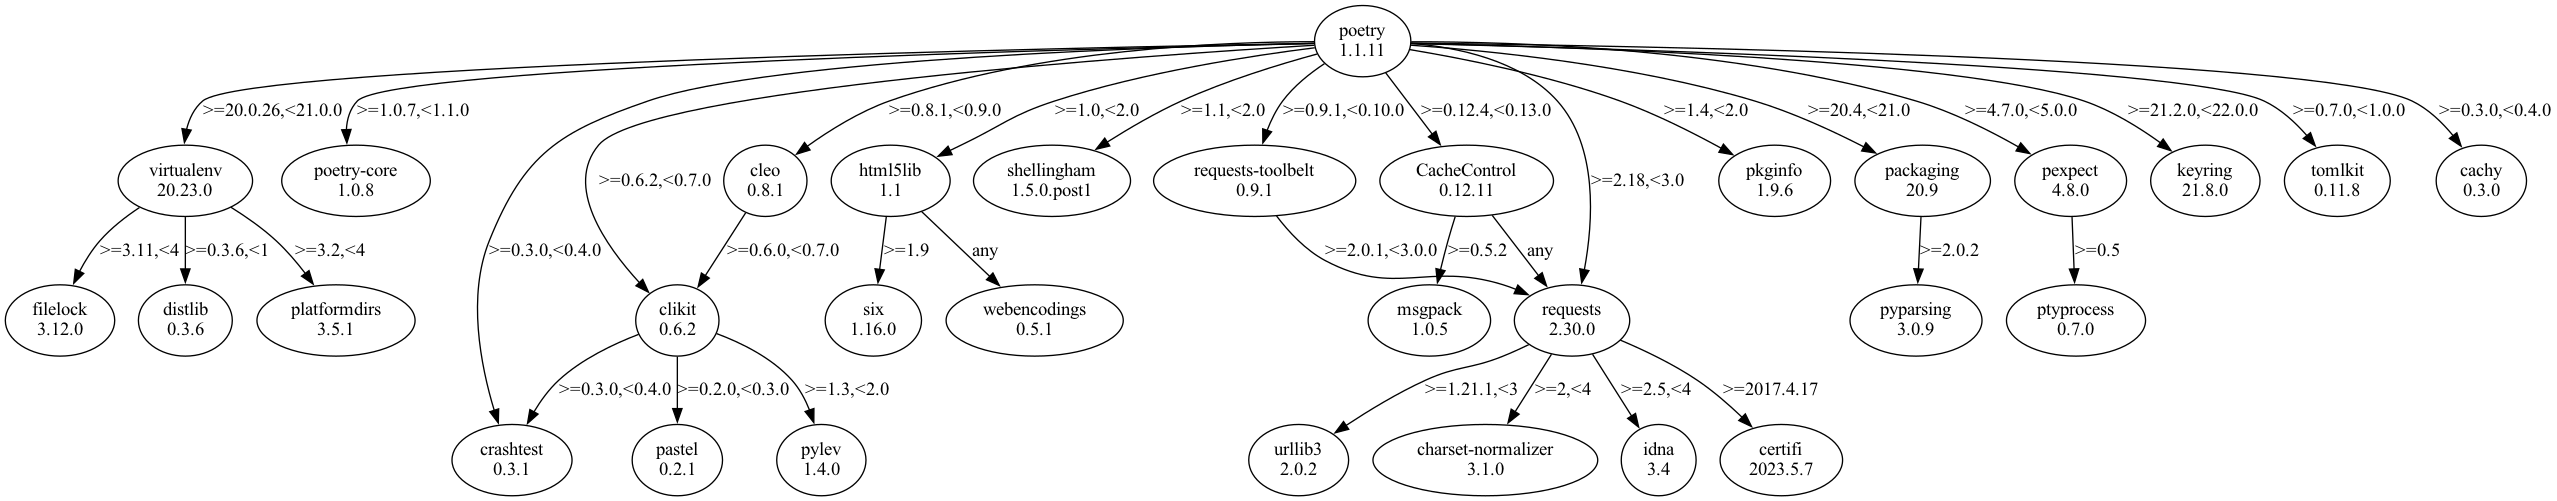 poetry
1.1.11
>=20.0.26,<21.0.0
>=1.0.7,<1.1.0
>=0.8.1,<0.9.0
>=1.0,<2.0
>=1.1,<2.0
>=0.9.1,<0.10.0
>=0.12.4,<0.13.0
>=1.4,<2.0
>=20.4,<21.0
>=4.7.0,<5.0.0
>=21.2.0,<22.0.0
>=0.7.0,<1.0.0
>=0.3.0,<0.4.0
virtualenv
20.23.0
poetry-core
1.0.8
>=0.6.2,<0.7.0
cleo
0.8.1
html5lib
1.1
shellingham
1.5.0.post1
requests-toolbelt
0.9.1
CacheControl
0.12.11
>=2.18,<3.0
pkginfo
1.9.6
packaging
20.9
pexpect
4.8.0
keyring
21.8.0
tomlkit
0.11.8
cachy
0.3.0
>=3.11,<4
>=0.3.6,<1
>=3.2,<4
>=0.3.0,<0.4.0
>=0.6.0,<0.7.0
>=1.9
any
>=2.0.1,<3.0.0
>=0.5.2
any
>=2.0.2
>=0.5
filelock
3.12.0
distlib
0.3.6
platformdirs
3.5.1
clikit
0.6.2
six
1.16.0
webencodings
0.5.1
msgpack
1.0.5
requests
2.30.0
pyparsing
3.0.9
ptyprocess
0.7.0
>=0.3.0,<0.4.0
>=0.2.0,<0.3.0
>=1.3,<2.0
>=1.21.1,<3
>=2,<4
>=2.5,<4
>=2017.4.17
crashtest
0.3.1
pastel
0.2.1
pylev
1.4.0
urllib3
2.0.2
charset-normalizer
3.1.0
idna
3.4
certifi
2023.5.7